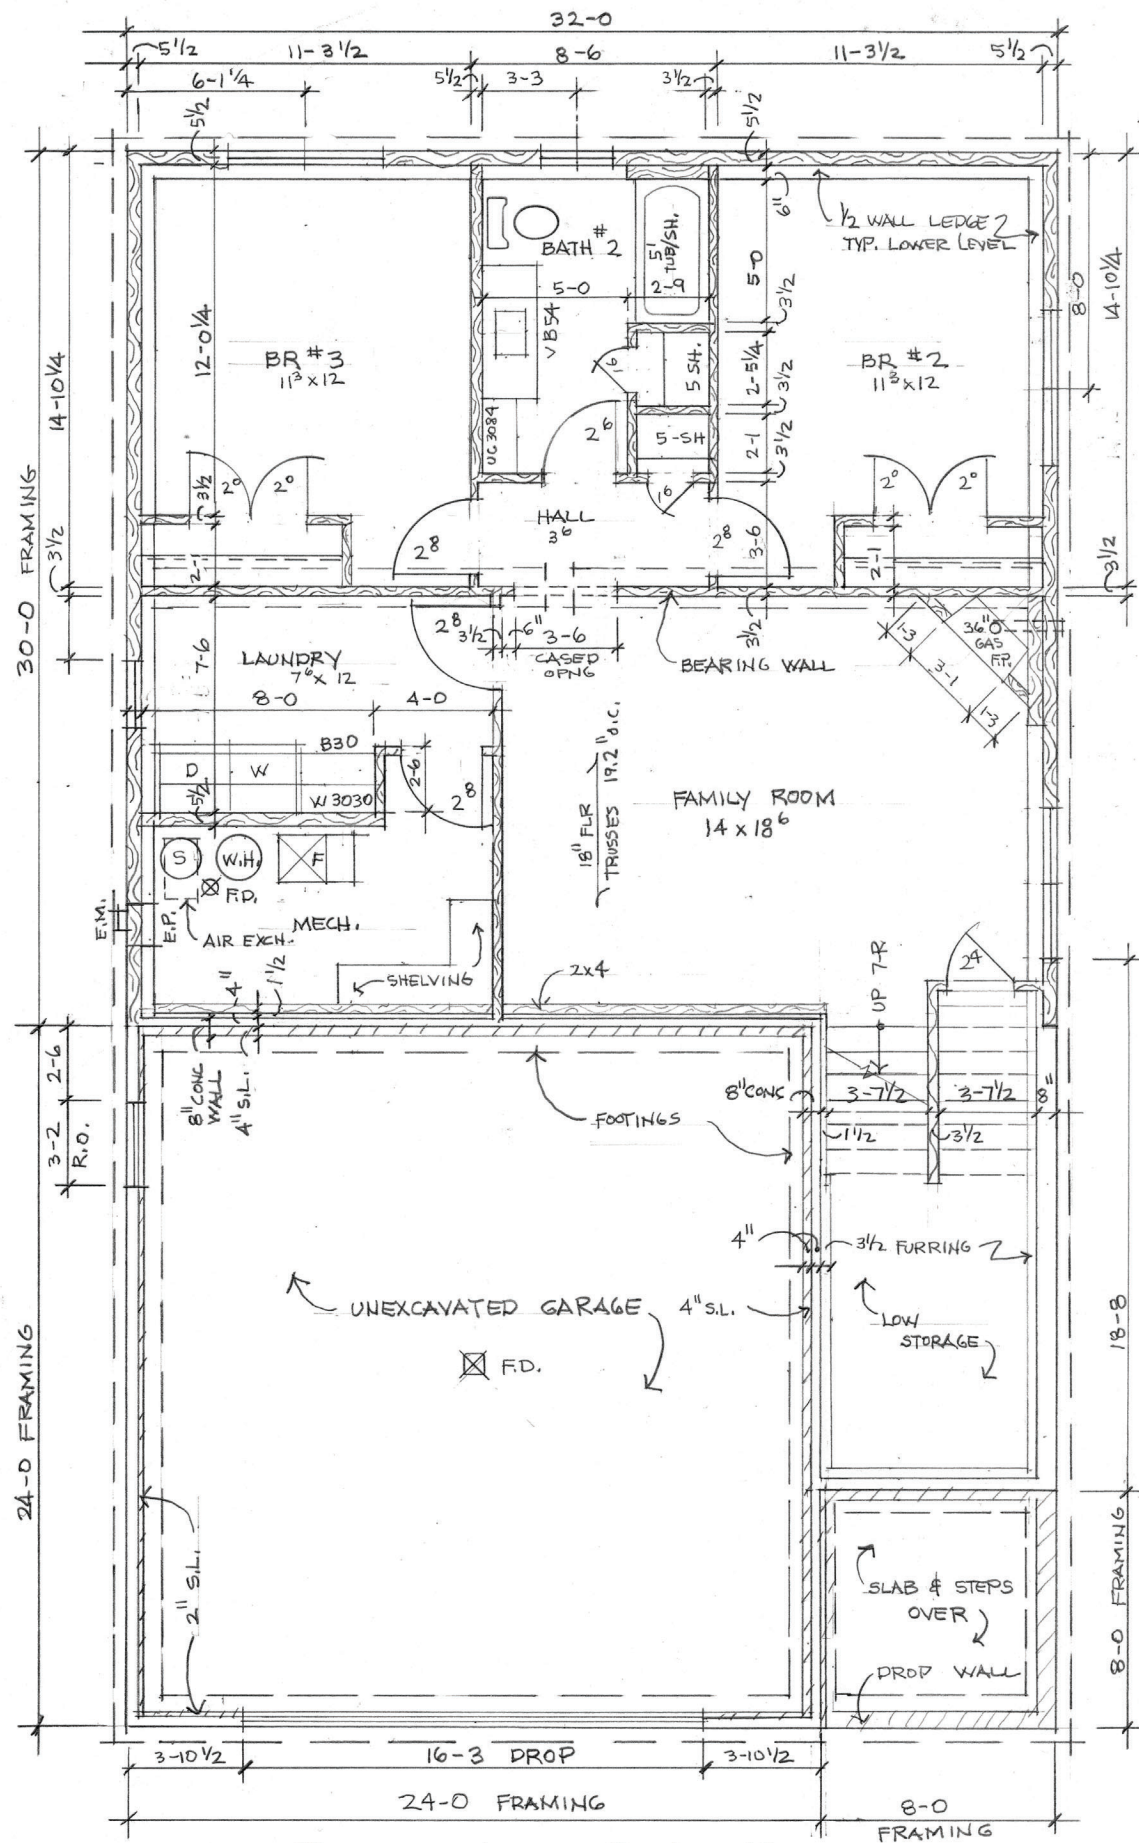 32-0
5 1/2
11-3 1/2
8-6
11-3 1/2
5 1/2
6-1 1/4
5 1/2
3-3
3 1/2
5 1/2
5 1/2
6"
1/2 WALL LEDGE
TYP. LOWER LEVEL
BATH #2
5'
TUB/SH.
5-0
2-9
5-0
3 1/2
8-0
14-10 1/4
14-10 1/4
12-0 1/4
BR #3
11³ x 12
VB54
1⁶
5 SH.
2-5 1/4
3 1/2
BR #2
11³ x 12
UC 3084
2⁶
5-SH
2-1
3 1/2
3 1/2
2⁰
2⁰
1⁶
2⁰
2⁰
HALL
3⁶
2⁸
2⁸
3-6
2-1
2-1
3 1/2
3 1/2
30-0 FRAMING
2⁸
3 1/2
6"
3-6
CASED
OPNG
3 1/2
BEARING WALL
1-3
3-1
1-3
36"
GAS
F.P.
7-6
LAUNDRY
7⁶ x 12
8-0
4-0
B30
D
W
5 1/2
W 3030
2-6
2⁸
18" FLR
TRUSSES 19.2" o.c.
FAMILY ROOM
14 x 18⁶
S
W.H.
F
F.D.
E.M.
E.P.
AIR EXCH.
MECH.
SHELVING
2x4
UP 7-R
2⁴
4"
1 1/2
2-6
3-2
R.O.
8" CONC
WALL
4" S.L.
FOOTINGS
8" CONC
3-7 1/2
3-7 1/2
8"
1 1/2
3 1/2
4"
3 1/2 FURRING
4" S.L.
UNEXCAVATED GARAGE
F.D.
LOW
STORAGE
18-8
24-0 FRAMING
2" S.L.
SLAB & STEPS
OVER
DROP WALL
8-0 FRAMING
3-10 1/2
16-3 DROP
3-10 1/2
24-0 FRAMING
8-0
FRAMING